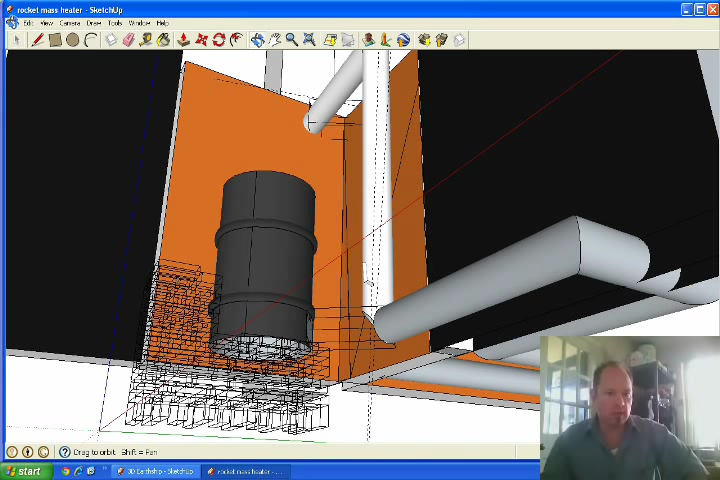 rocket mass heater - SketchUp
Edit View Camera Draw Tools Window Help
Drag to orbit. Shift = Pan
start
3D Earthship - SketchUp
rocket mass heater - ...